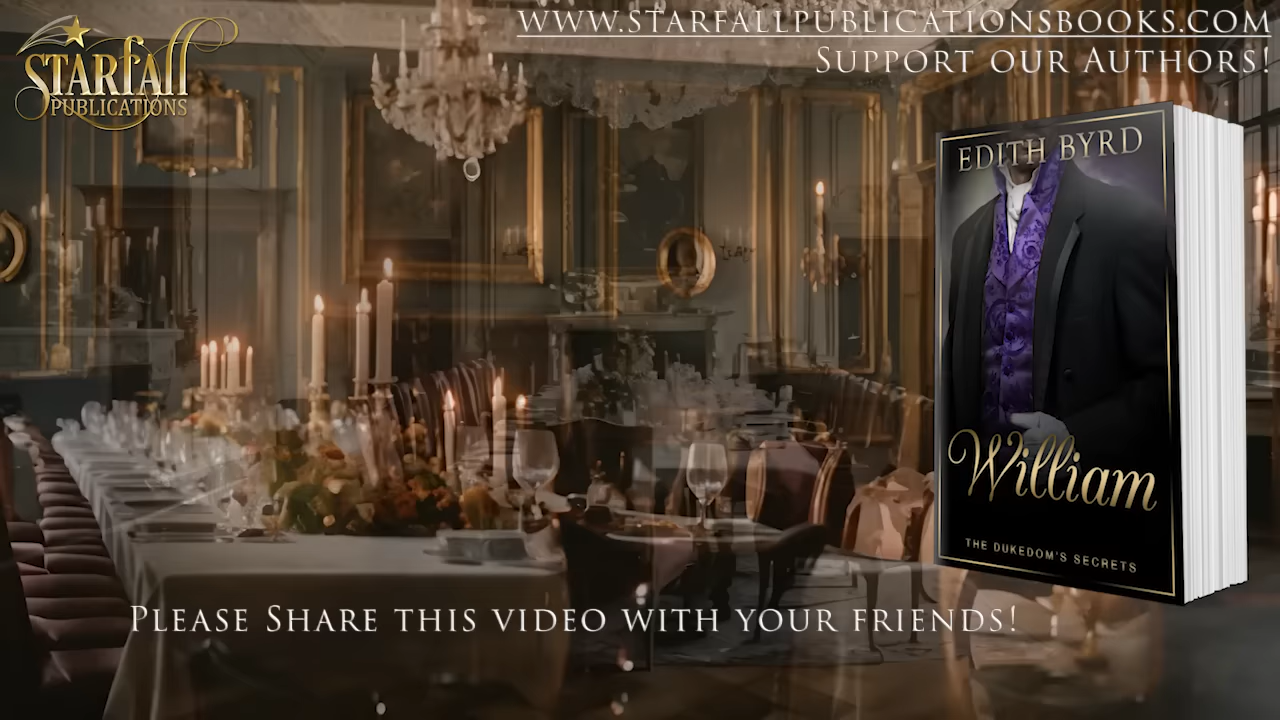 STARfall
PUBLICATIONS
WWW.STARFALLPUBLICATIONSBOOKS.COM
SUPPORT OUR AUTHORS!
EDITH BYRD
William
THE DUKEDOM'S SECRETS
PLEASE SHARE THIS VIDEO WITH YOUR FRIENDS!